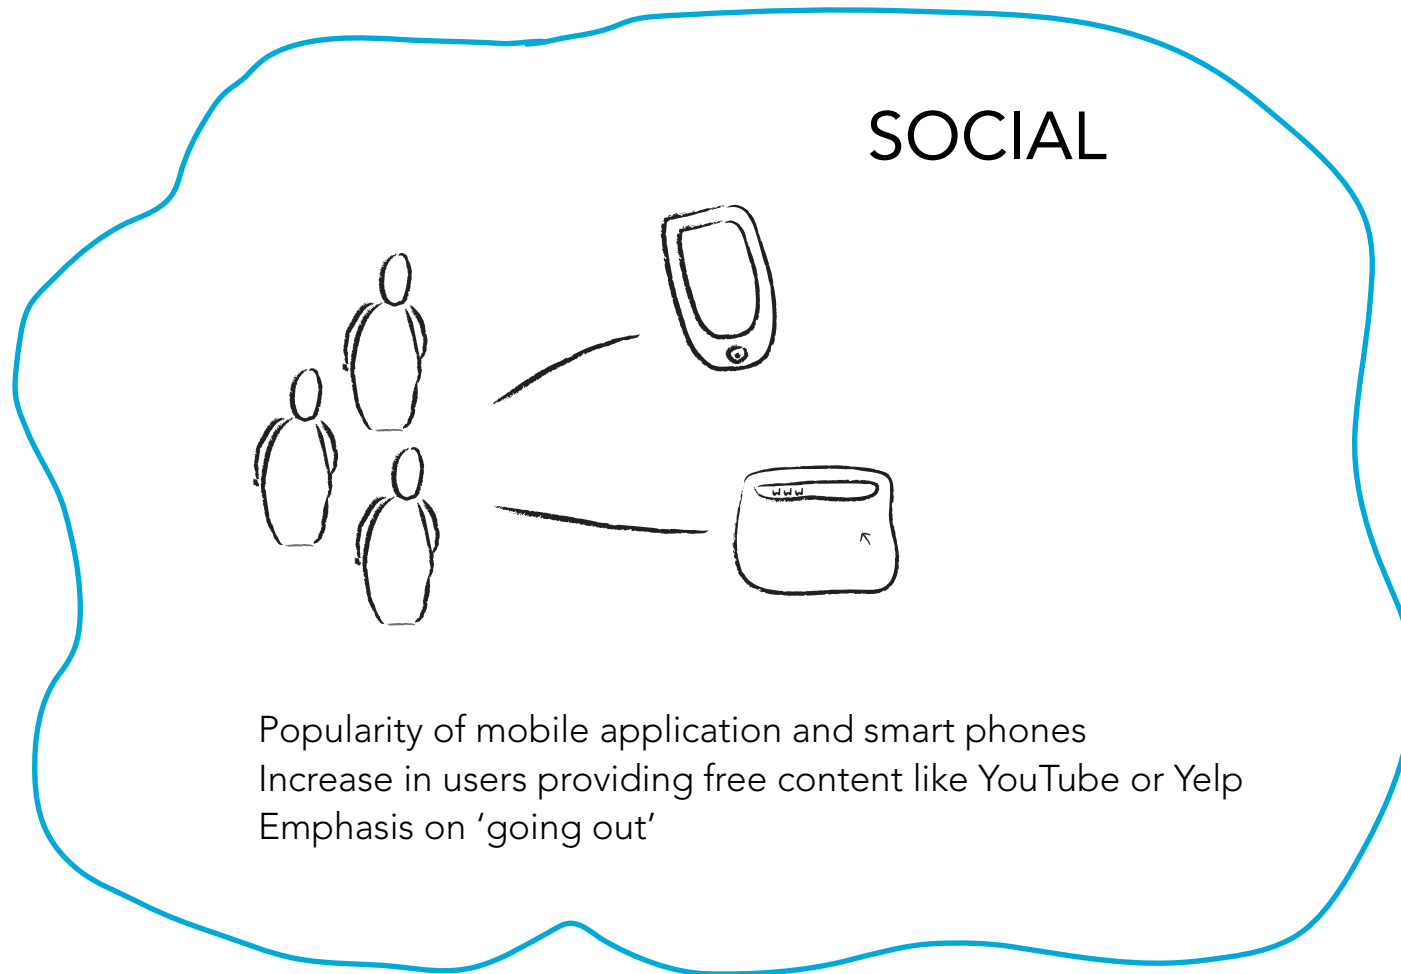 SOCIAL
www
Popularity of mobile application and smart phones
Increase in users providing free content like YouTube or Yelp
Emphasis on ‘going out’